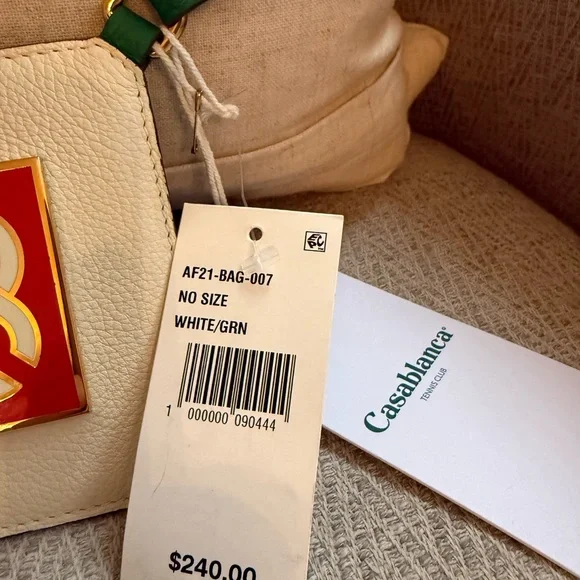 AF21-BAG-007
NO SIZE
WHITE/GRN
1 000000 090444
$240.00
Casablanca®
TENNIS CLUB